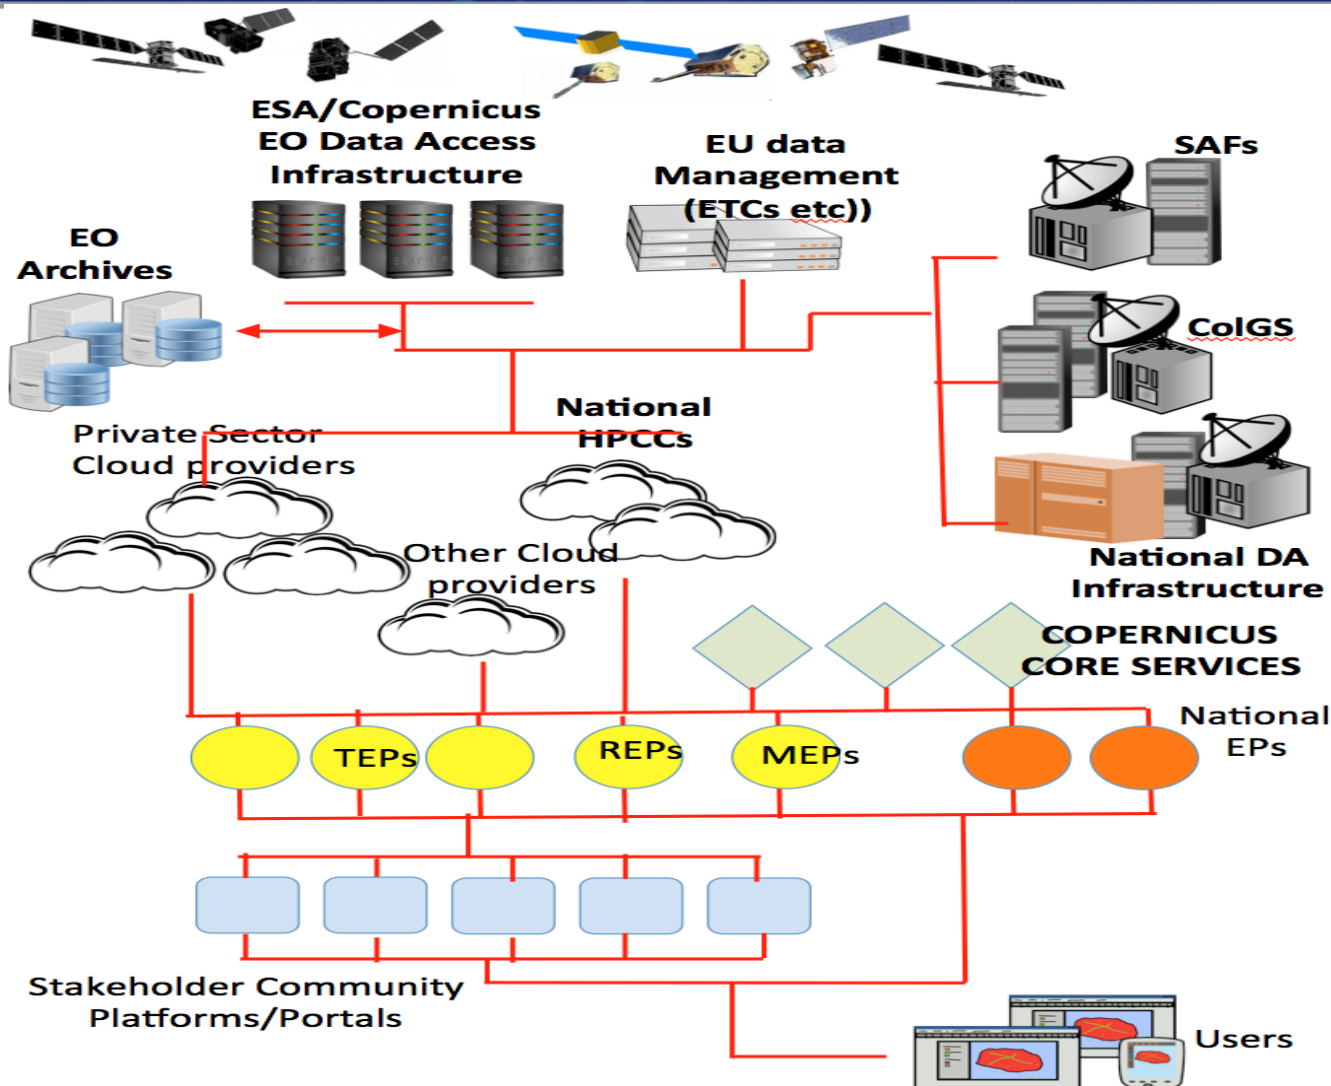 ESA/Copernicus
EO Data Access
Infrastructure
EU data
Management
(ETCs etc))
SAFs
EO
Archives
ColGS
National
HPCCs
Private Sector
Cloud providers
Other Cloud
providers
National DA
Infrastructure
COPERNICUS
CORE SERVICES
National
EPs
TEPs
REPs
MEPs
Stakeholder Community
Platforms/Portals
Users